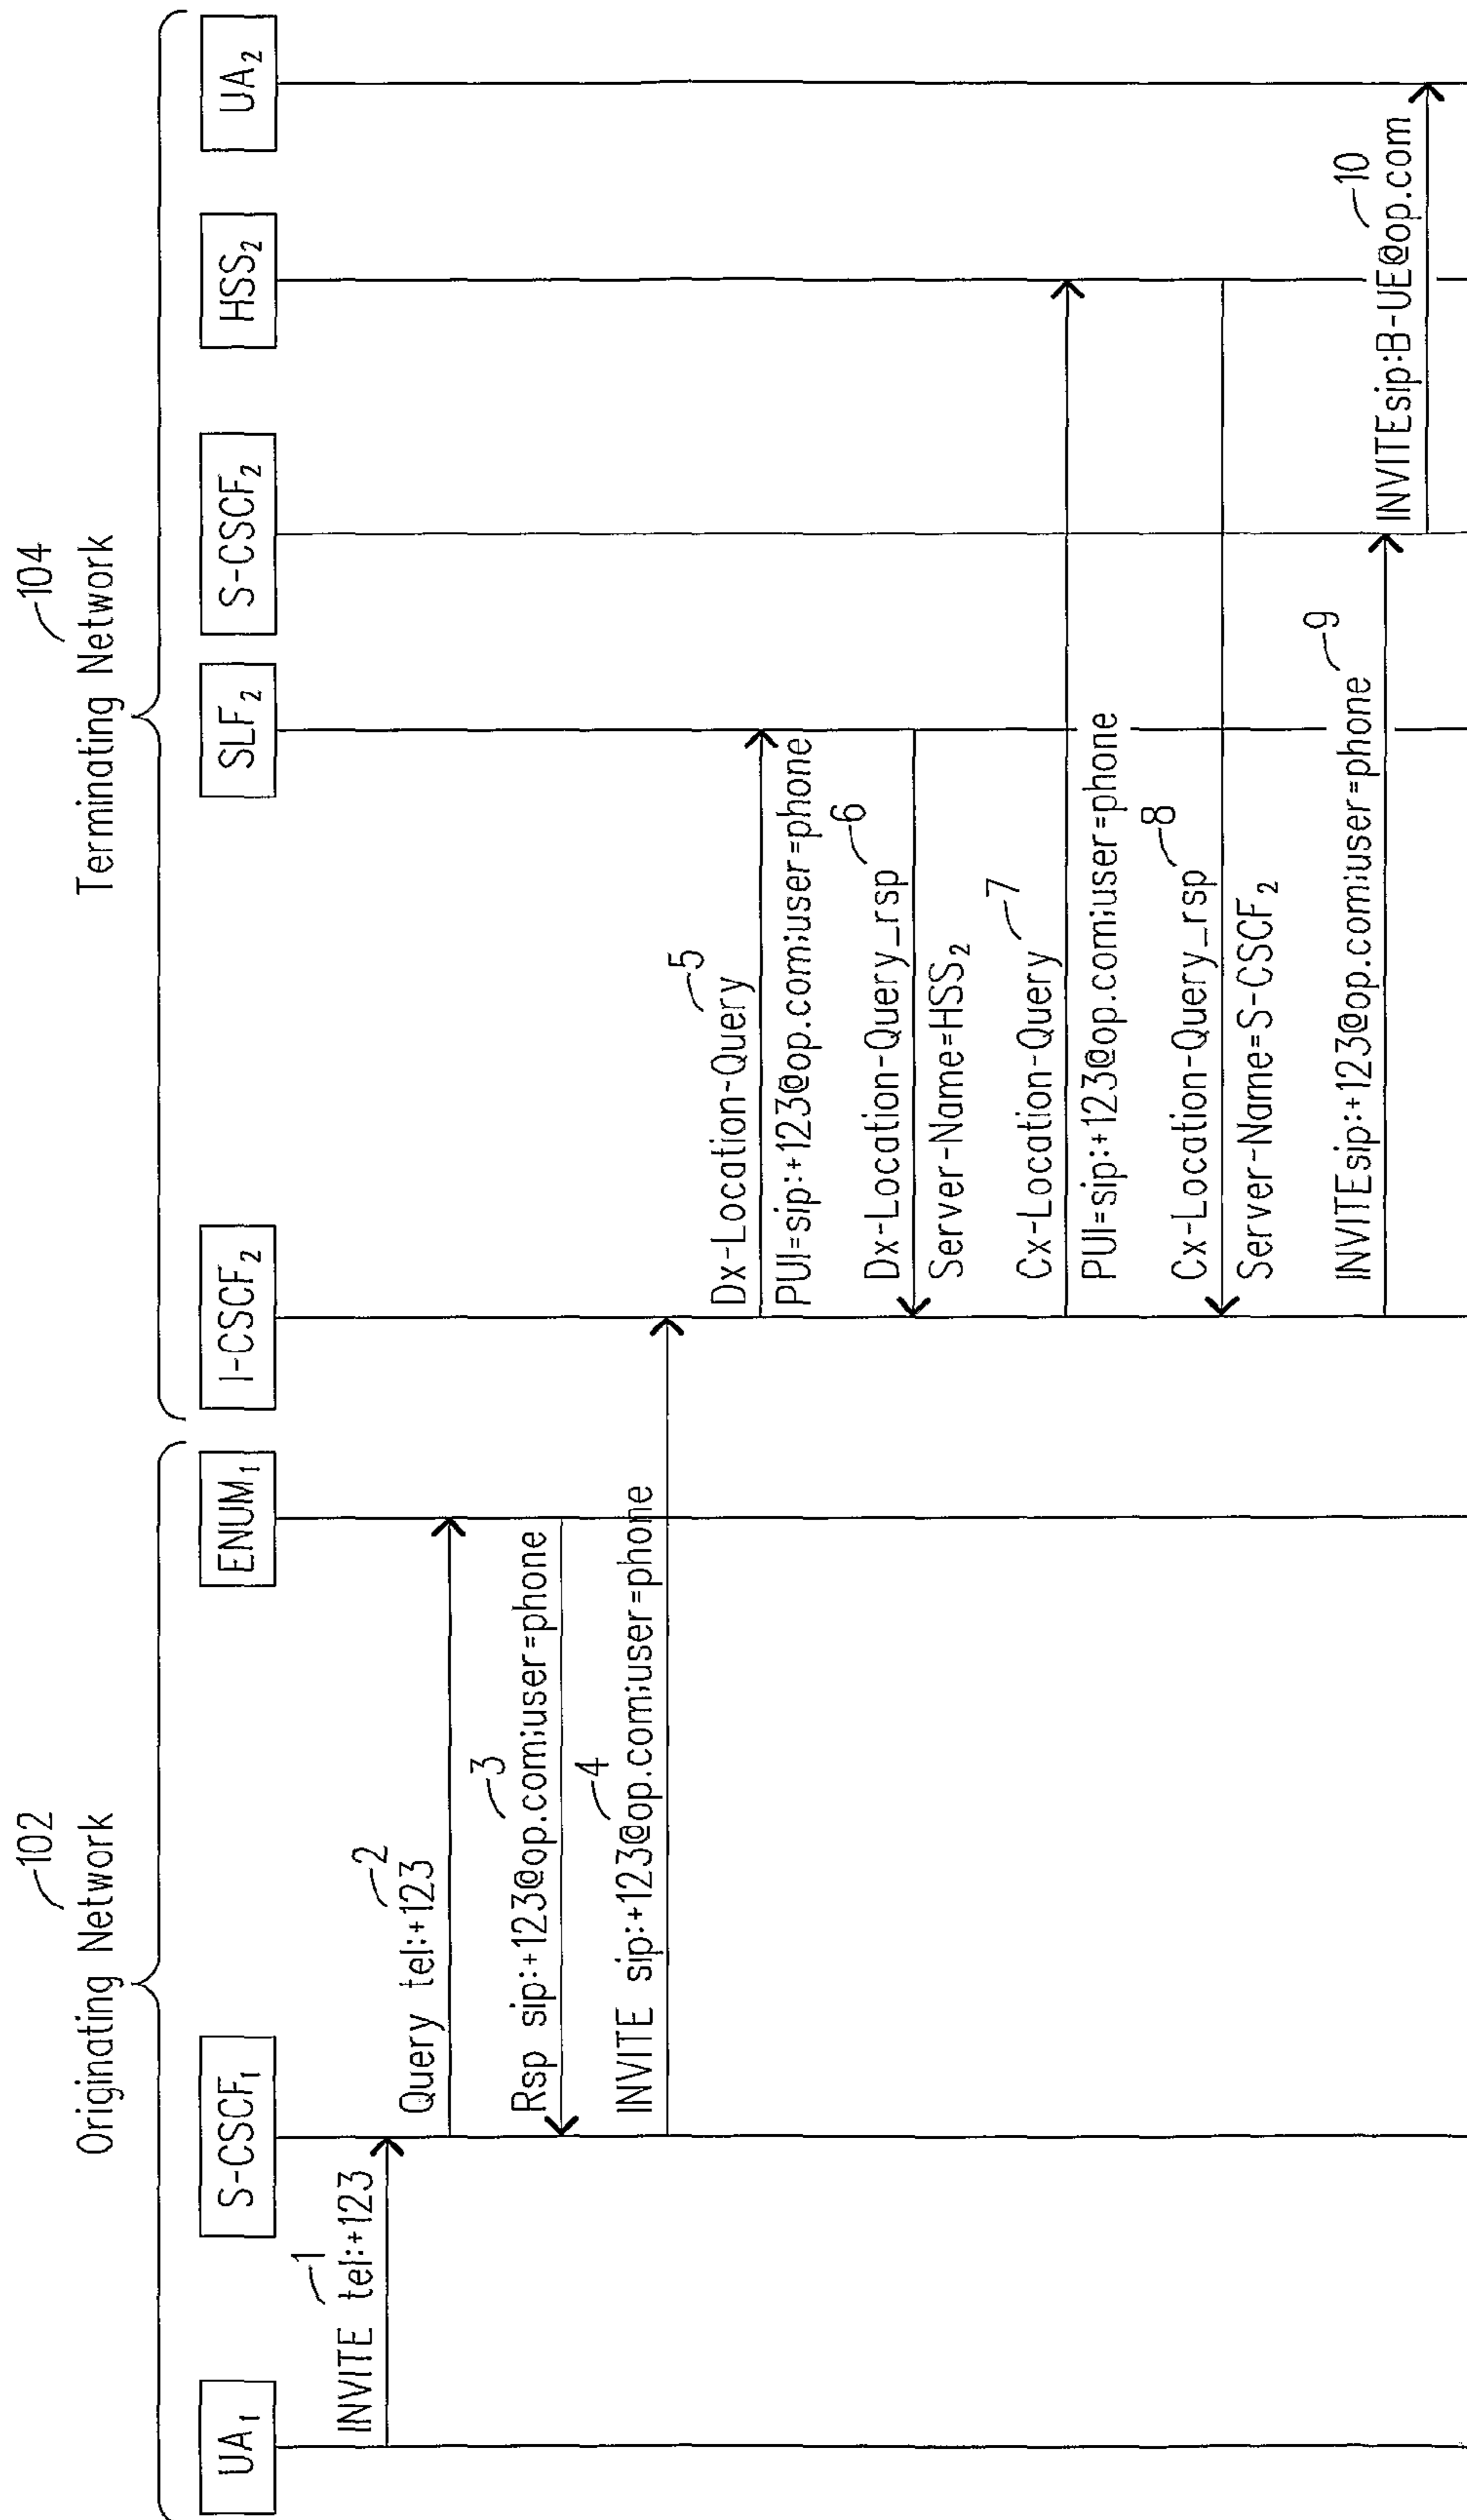 102
Originating Network
104
Terminating Network
UA1
S-CSCF1
ENUM1
I-CSCF2
SLF2
S-CSCF2
HSS2
UA2
1
INVITE tel:+123
2
Query tel:+123
3
Rsp sip:+123@op.com;user=phone
4
INVITE sip:+123@op.com;user=phone
5
Dx-Location-Query
PUI=sip:+123@op.com;user=phone
6
Dx-Location-Query_rsp
Server-Name=HSS2
7
Cx-Location-Query
PUI=sip:+123@op.com;user=phone
8
Cx-Location-Query_rsp
Server-Name=S-CSCF2
9
INVITEsip:+123@op.com;user=phone
10
INVITEsip:B-UE@op.com